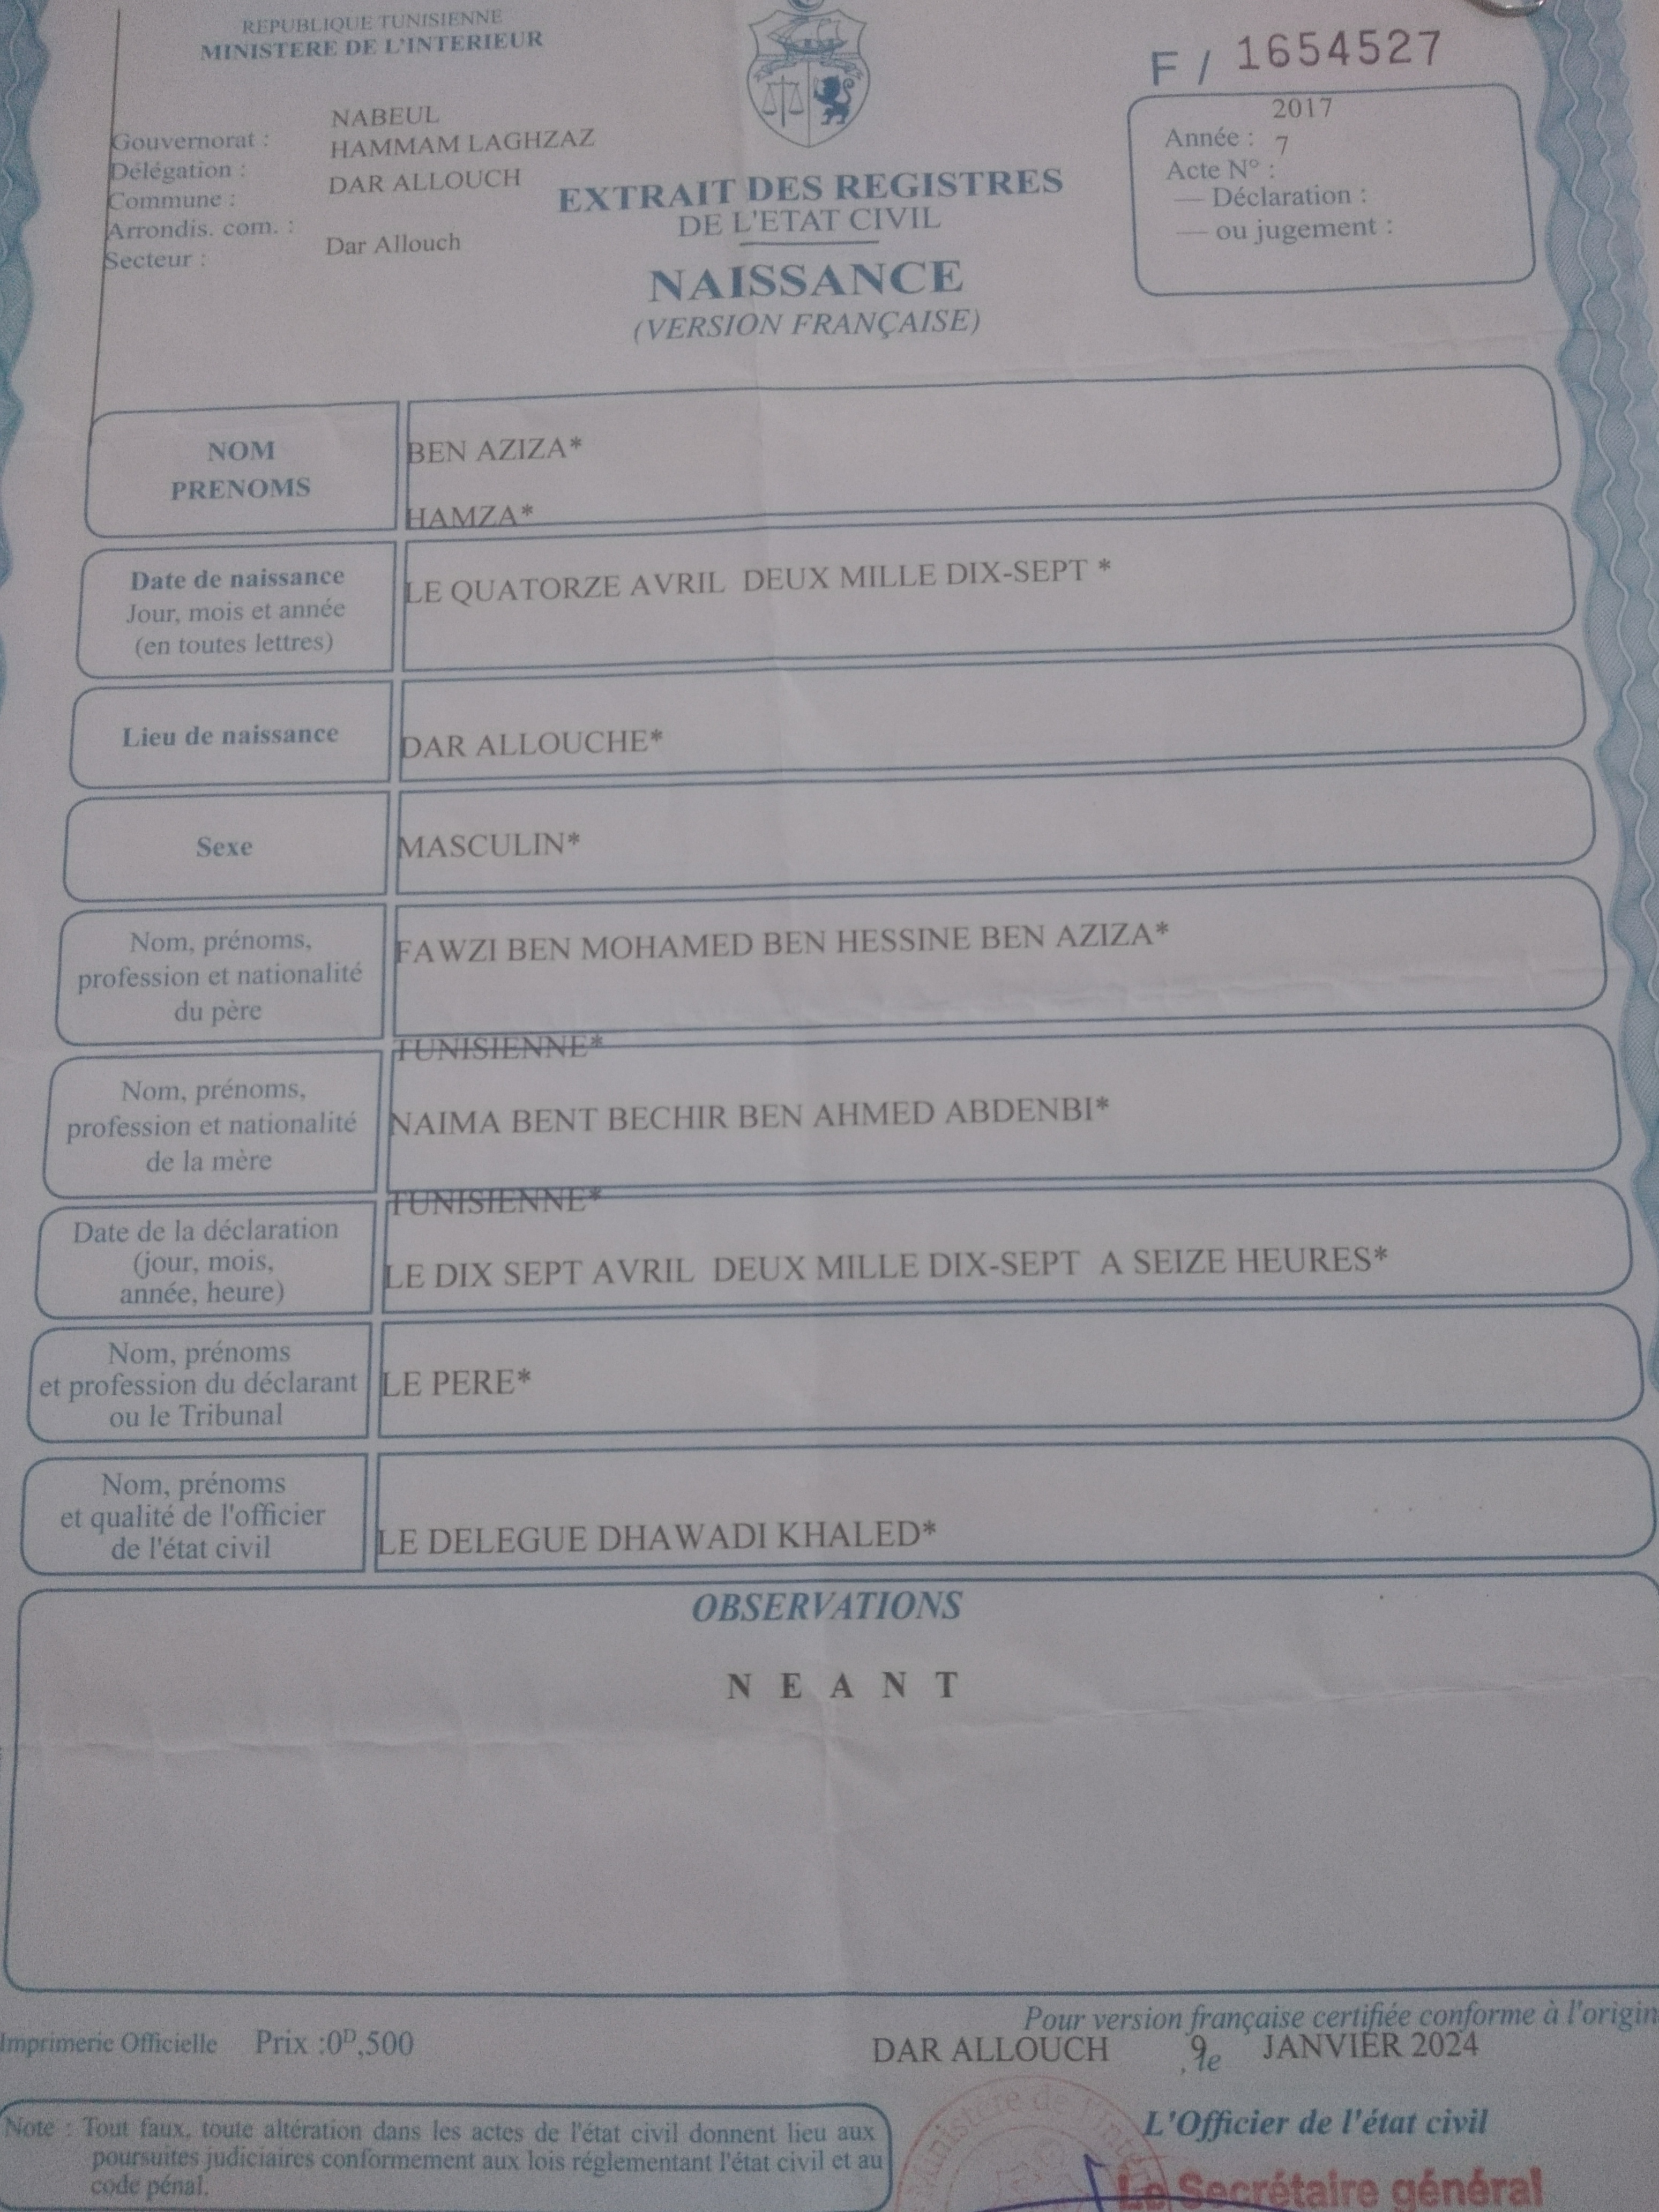 REPUBLIQUE TUNISIENNE
MINISTERE DE L'INTERIEUR
F / 1654527
Gouvernorat : NABEUL
Délégation : HAMMAM LAGHZAZ
Commune : DAR ALLOUCH
Arrondis. com. :
Secteur : Dar Allouch
EXTRAIT DES REGISTRES
DE L'ETAT CIVIL
NAISSANCE
(VERSION FRANÇAISE)
2017
Année :
7
Acte N° :
— Déclaration :
— ou jugement :
NOM
PRENOMS
BEN AZIZA*
HAMZA*
Date de naissance
Jour, mois et année
(en toutes lettres)
LE QUATORZE AVRIL DEUX MILLE DIX-SEPT *
Lieu de naissance
DAR ALLOUCHE*
Sexe
MASCULIN*
Nom, prénoms,
profession et nationalité
du père
FAWZI BEN MOHAMED BEN HESSINE BEN AZIZA*
TUNISIENNE*
Nom, prénoms,
profession et nationalité
de la mère
NAIMA BENT BECHIR BEN AHMED ABDENBI*
TUNISIENNE*
Date de la déclaration
(jour, mois,
année, heure)
LE DIX SEPT AVRIL DEUX MILLE DIX-SEPT A SEIZE HEURES*
Nom, prénoms
et profession du déclarant
ou le Tribunal
LE PERE*
Nom, prénoms
et qualité de l'officier
de l'état civil
LE DELEGUE DHAWADI KHALED*
OBSERVATIONS
N E A N T
Pour version française certifiée conforme à l'origin
Imprimerie Officielle Prix :0ᴰ,500
DAR ALLOUCH , le 9 JANVIER 2024
L'Officier de l'état civil
Note : Tout faux, toute altération dans les actes de l'état civil donnent lieu aux
poursuites judiciaires conformement aux lois réglementant l'état civil et au
code pénal.
Ministère de l'Intér
Le Secrétaire général